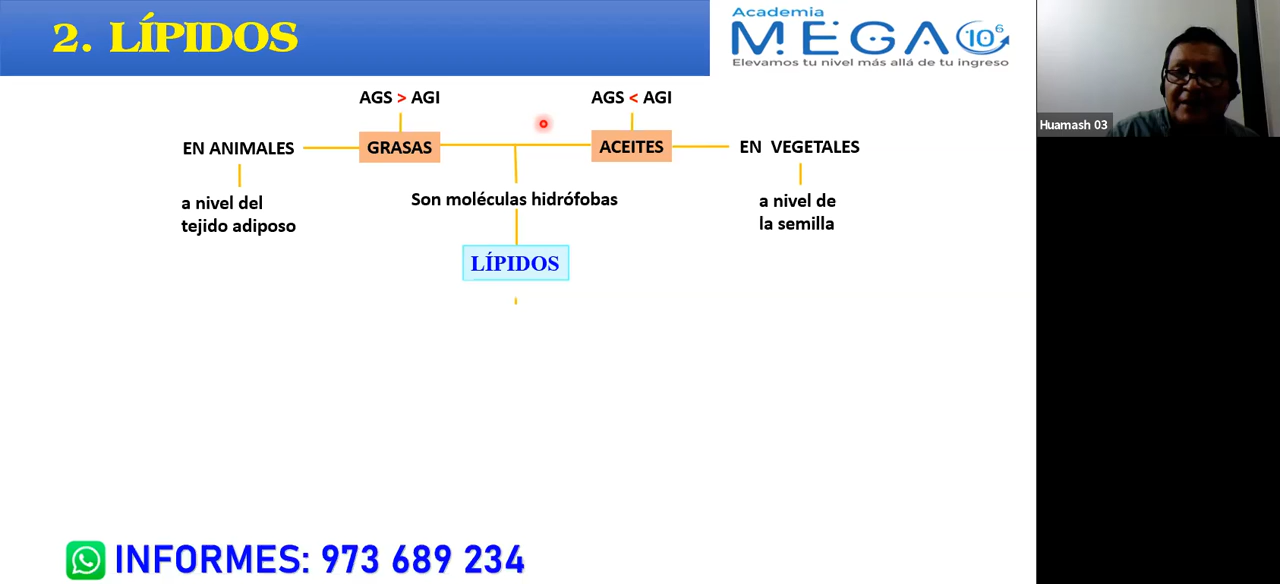 2. LÍPIDOS
Academia
MEGA 10⁶
Elevamos tu nivel más allá de tu ingreso
AGS > AGI
AGS < AGI
EN ANIMALES
GRASAS
ACEITES
EN VEGETALES
a nivel del
tejido adiposo
Son moléculas hidrófobas
a nivel de
la semilla
LÍPIDOS
INFORMES: 973 689 234
Huamash 03